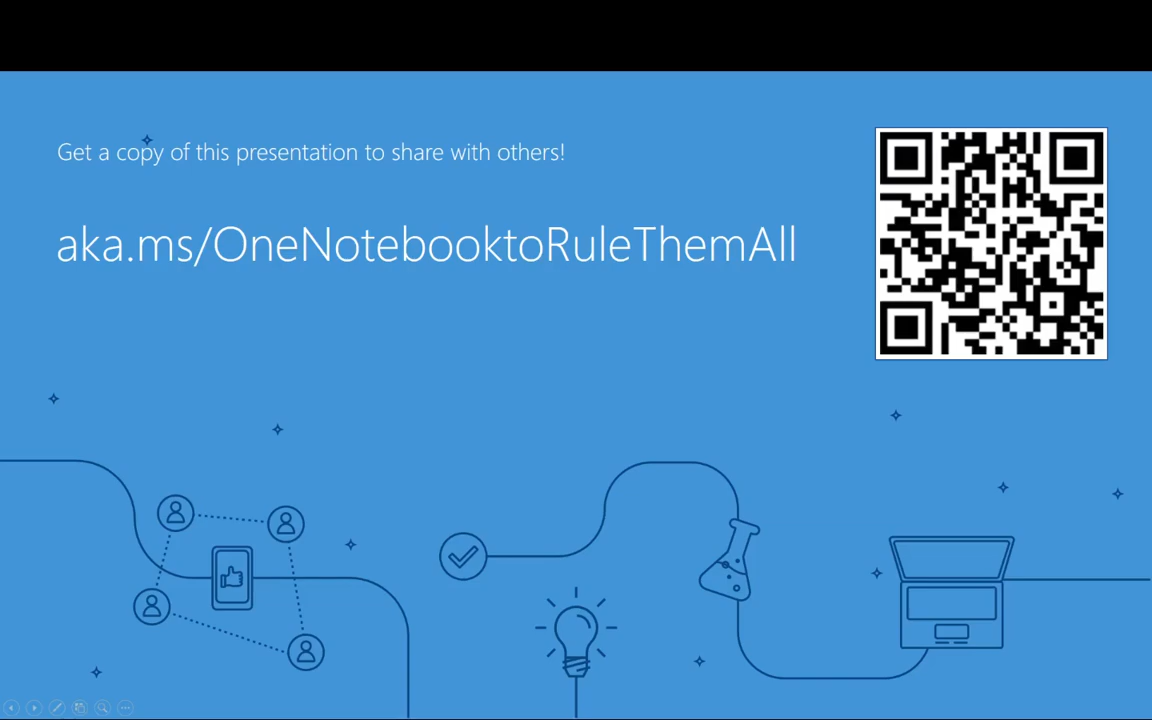 Get a copy of this presentation to share with others!
aka.ms/OneNotebooktoRuleThemAll